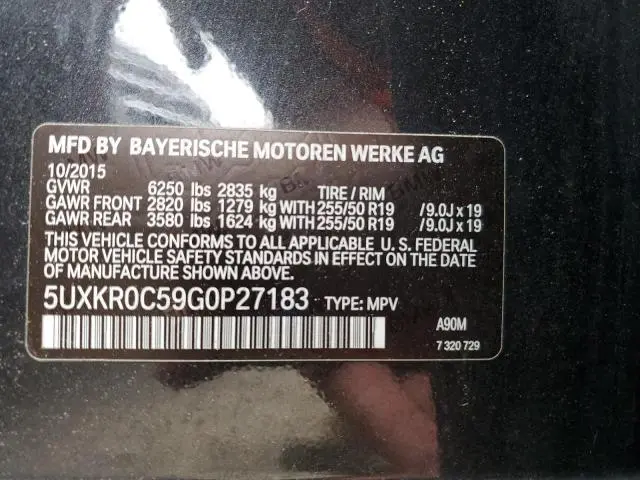 MFD BY BAYERISCHE MOTOREN WERKE AG
10/2015
GVWR 6250 lbs 2835 kg TIRE / RIM
GAWR FRONT 2820 lbs 1279 kg WITH 255/50 R19 /9.0J x 19
GAWR REAR 3580 lbs 1624 kg WITH 255/50 R19 /9.0J x 19
THIS VEHICLE CONFORMS TO ALL APPLICABLE U. S. FEDERAL
MOTOR VEHICLE SAFETY STANDARDS IN EFFECT ON THE
DATE OF MANUFACTURE SHOWN ABOVE.
5UXKR0C59G0P27183 TYPE: MPV
A90M
7 320 729